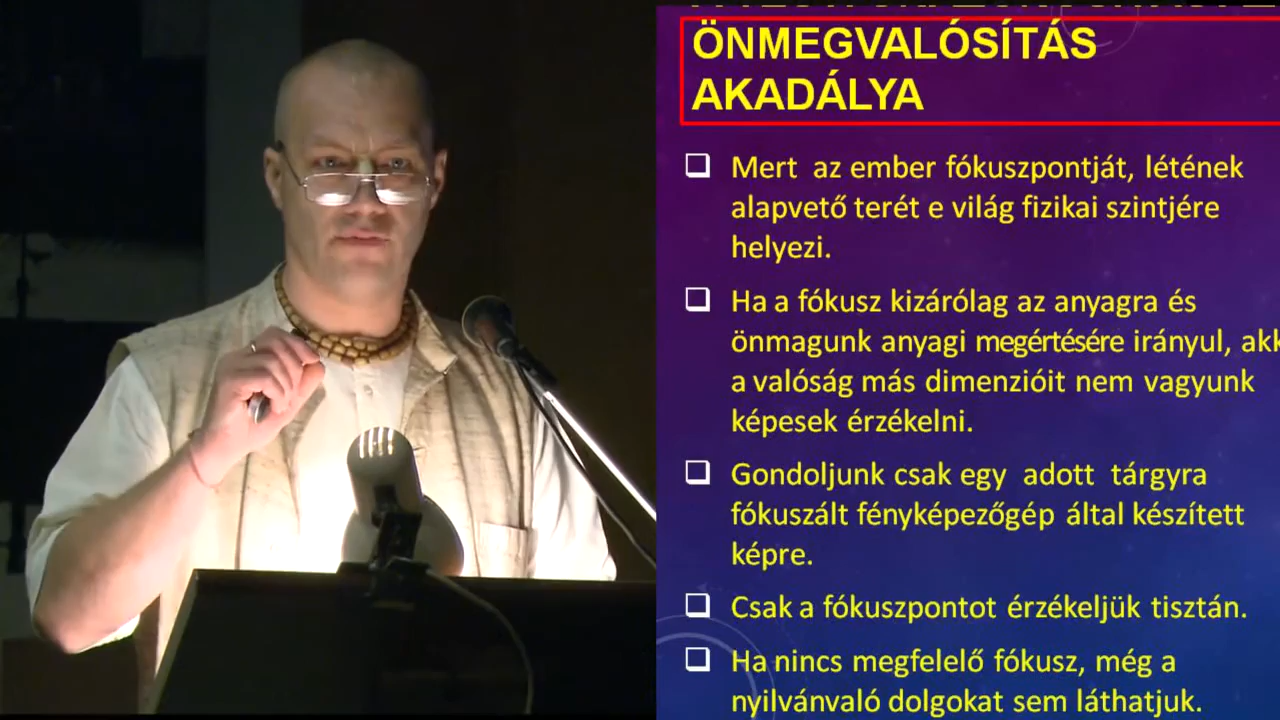 ÖNMEGVALÓSÍTÁS
AKADÁLYA
Mert az ember fókuszpontját, létének
alapvető terét e világ fizikai szintjére
helyezi.
Ha a fókusz kizárólag az anyagra és
önmagunk anyagi megértésére irányul, akk
a valóság más dimenzióit nem vagyunk
képesek érzékelni.
Gondoljunk csak egy adott tárgyra
fókuszált fényképezőgép által készített
képre.
Csak a fókuszpontot érzékeljük tisztán.
Ha nincs megfelelő fókusz, még a
nyilvánvaló dolgokat sem láthatjuk.